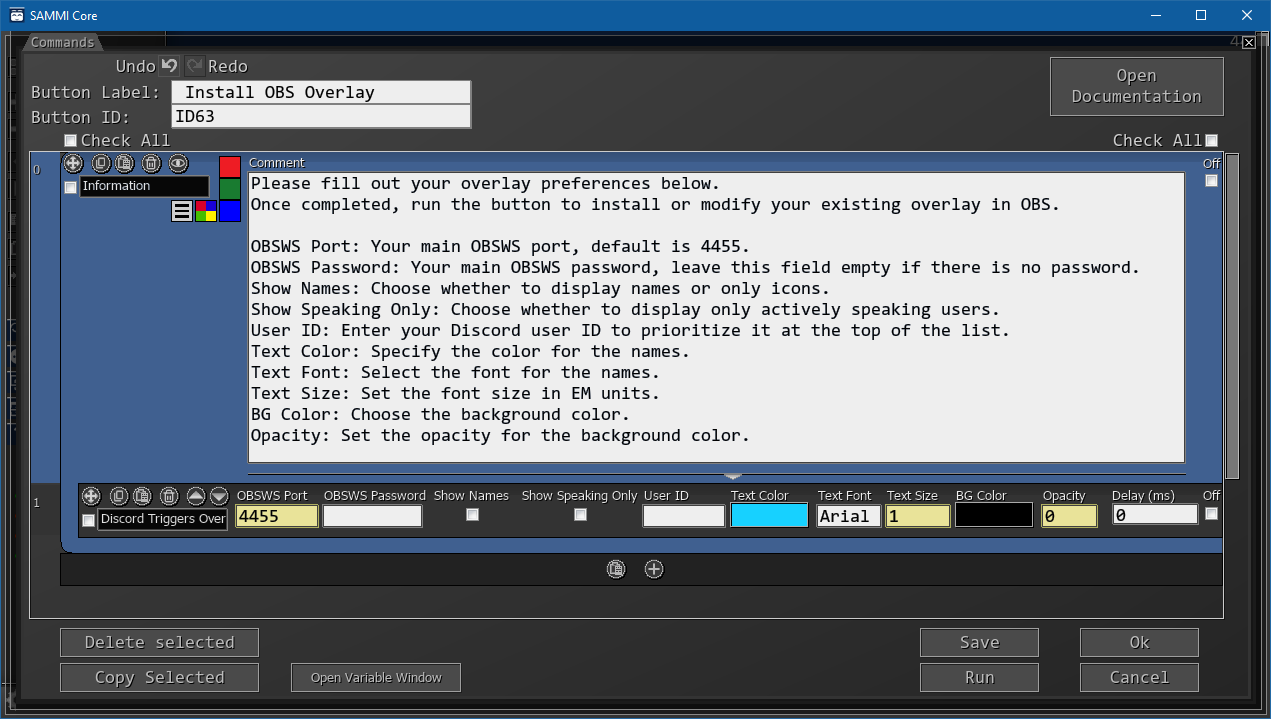 SAMMI Core
Commands
Undo Redo
Open
Documentation
Button Label: Install OBS Overlay
Button ID: ID63
Check All
Check All
0
Comment
Off
Information
Please fill out your overlay preferences below.
Once completed, run the button to install or modify your existing overlay in OBS.
OBSWS Port: Your main OBSWS port, default is 4455.
OBSWS Password: Your main OBSWS password, leave this field empty if there is no password.
Show Names: Choose whether to display names or only icons.
Show Speaking Only: Choose whether to display only actively speaking users.
User ID: Enter your Discord user ID to prioritize it at the top of the list.
Text Color: Specify the color for the names.
Text Font: Select the font for the names.
Text Size: Set the font size in EM units.
BG Color: Choose the background color.
Opacity: Set the opacity for the background color.
1
OBSWS Port OBSWS Password Show Names Show Speaking Only User ID Text Color Text Font Text Size BG Color Opacity Delay (ms) Off
Discord Triggers Over 4455 Arial 1 0 0
Delete selected
Save
Ok
Copy Selected
Open Variable Window
Run
Cancel